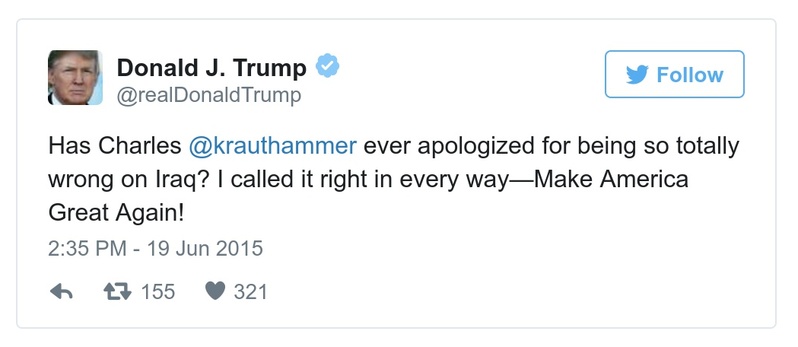 Donald J. Trump
@realDonaldTrump
Follow
Has Charles @krauthammer ever apologized for being so totally
wrong on Iraq? I called it right in every way—Make America
Great Again!
2:35 PM - 19 Jun 2015
155 321